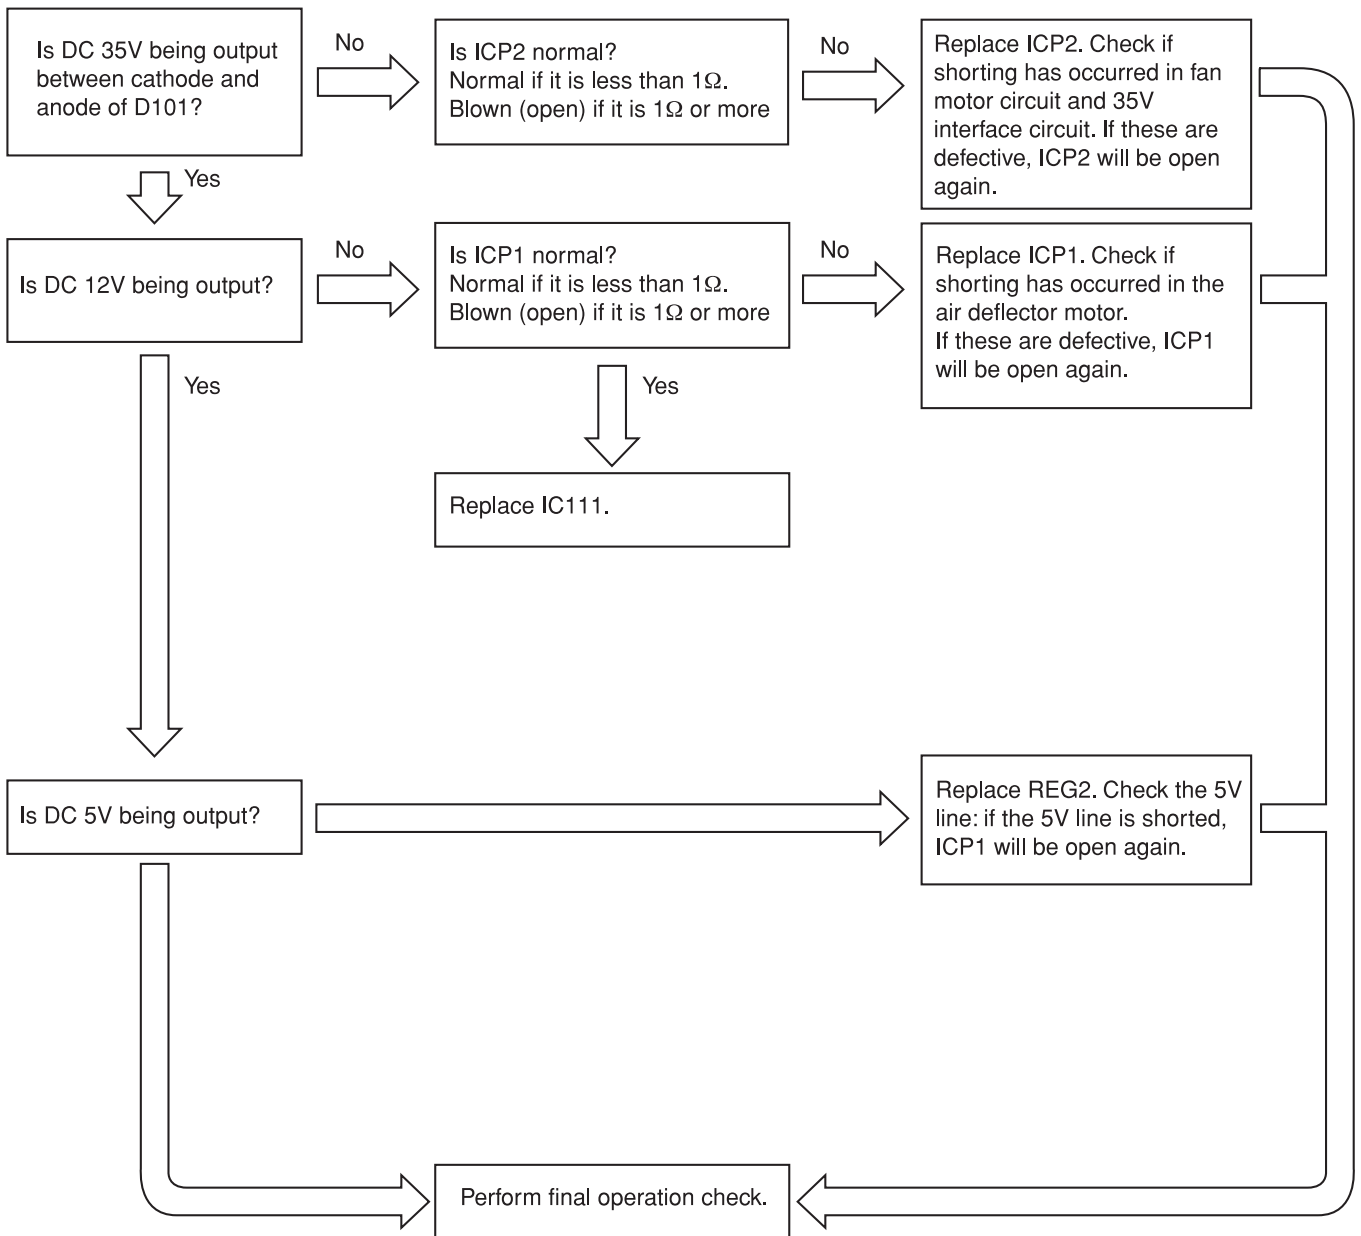 Is DC 35V being output
between cathode and
anode of D101?
No
Is ICP2 normal?
Normal if it is less than 1Ω.
Blown (open) if it is 1Ω or more
No
Replace ICP2. Check if
shorting has occurred in fan
motor circuit and 35V
interface circuit. If these are
defective, ICP2 will be open
again.
Yes
Is DC 12V being output?
No
Is ICP1 normal?
Normal if it is less than 1Ω.
Blown (open) if it is 1Ω or more
No
Replace ICP1. Check if
shorting has occurred in the
air deflector motor.
If these are defective, ICP1
will be open again.
Yes
Yes
Replace IC111.
Is DC 5V being output?
Replace REG2. Check the 5V
line: if the 5V line is shorted,
ICP1 will be open again.
Perform final operation check.